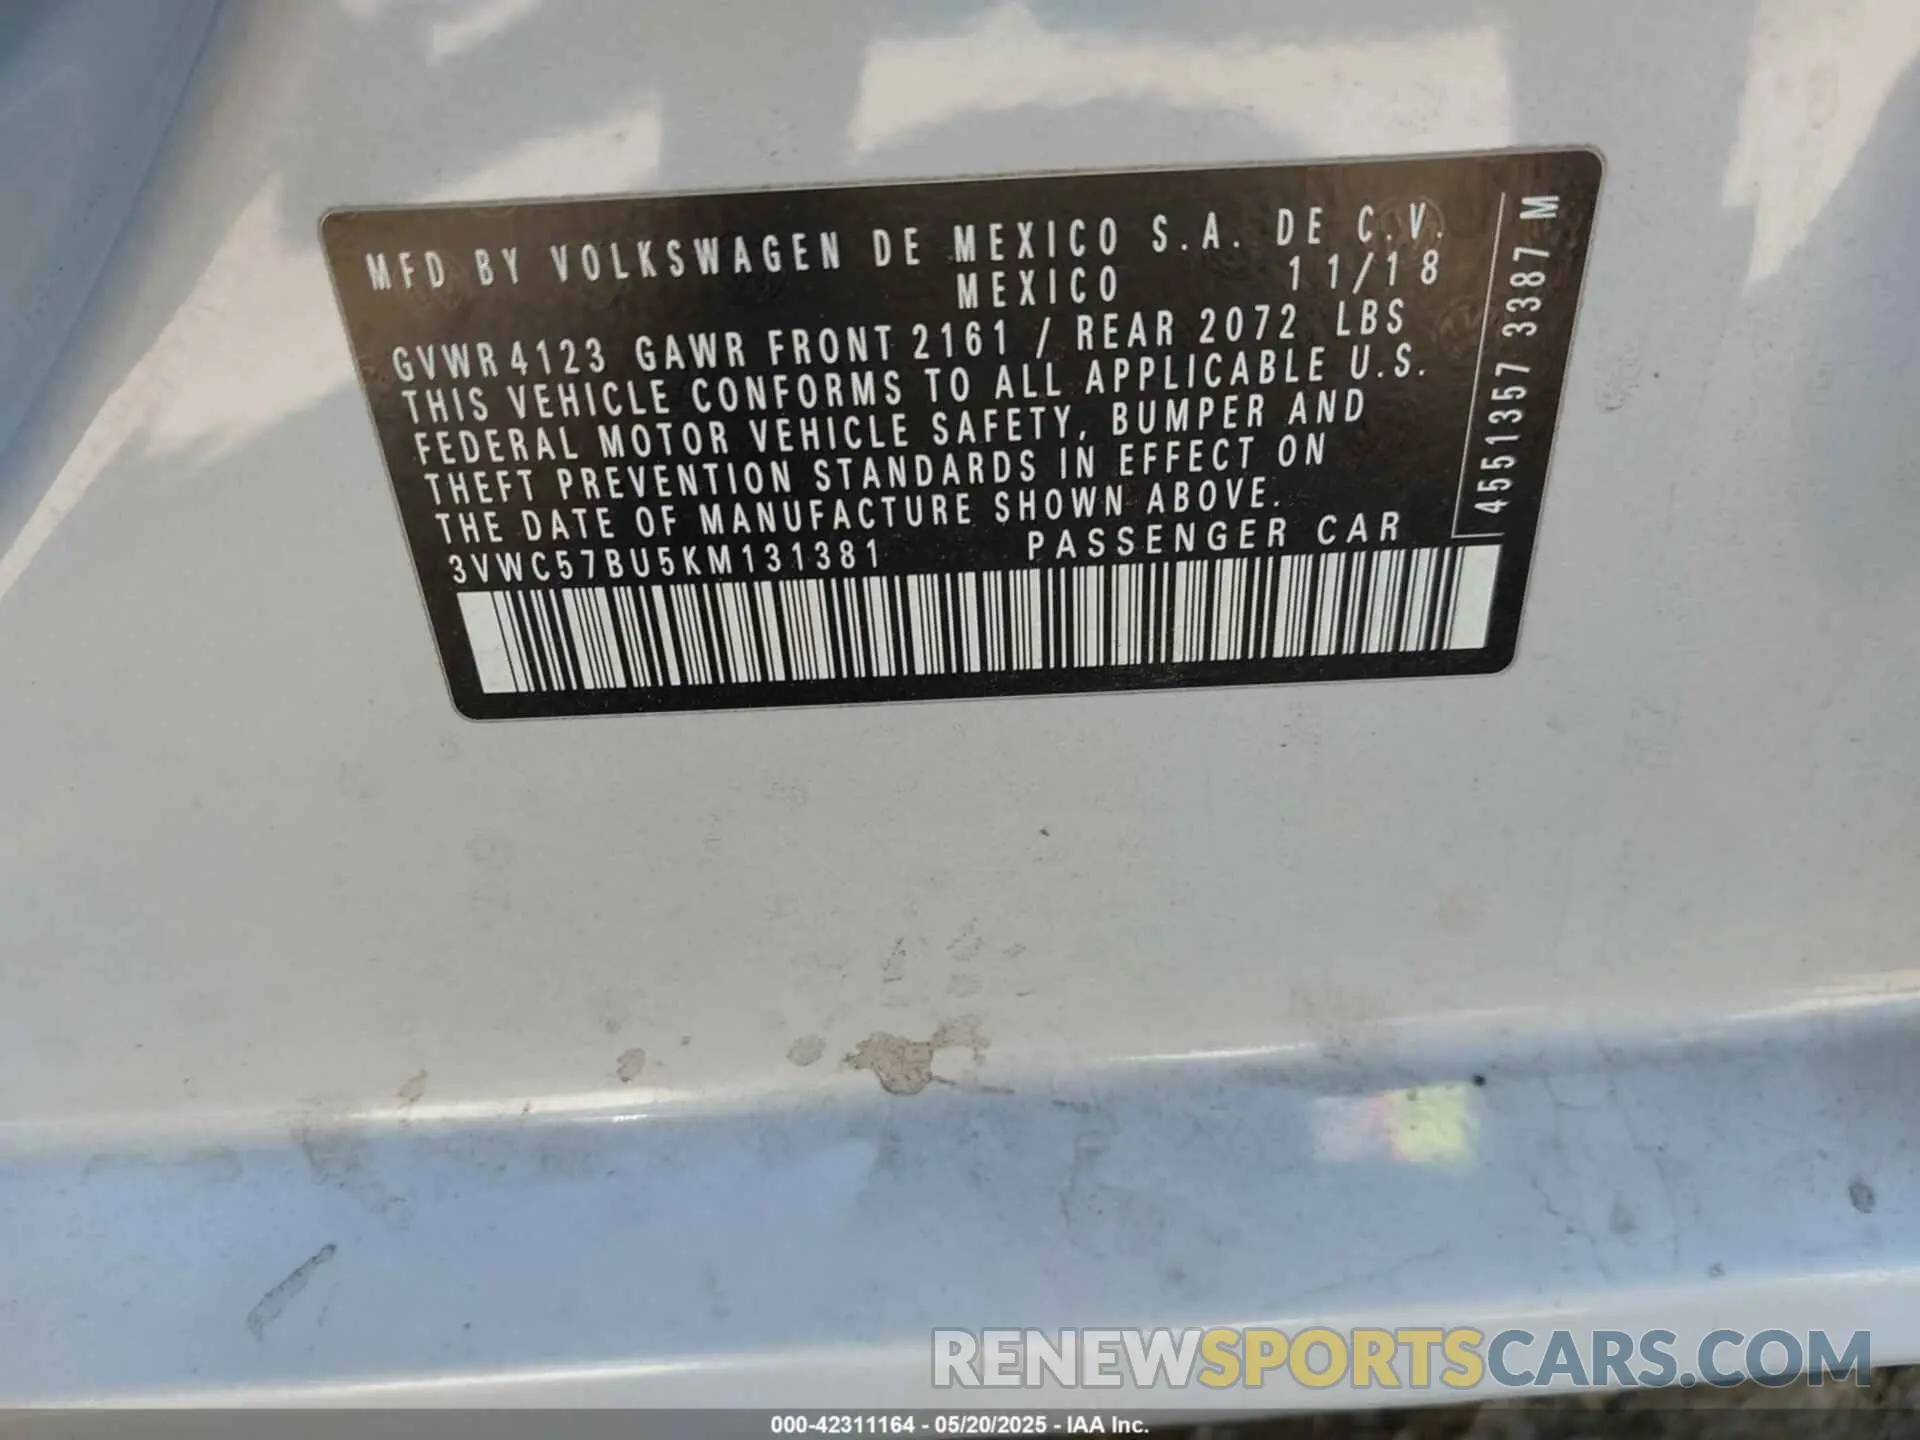 MFD BY VOLKSWAGEN DE MEXICO S.A. DE C.V.
MEXICO 11/18
GVWR 4123 GAWR FRONT 2161 / REAR 2072 LBS
THIS VEHICLE CONFORMS TO ALL APPLICABLE U.S.
FEDERAL MOTOR VEHICLE SAFETY, BUMPER AND
THEFT PREVENTION STANDARDS IN EFFECT ON
THE DATE OF MANUFACTURE SHOWN ABOVE.
3VWC57BU5KM131381 PASSENGER CAR
4551357 3387 M
RENEWSPORTSCARS.COM
000-42311164 - 05/20/2025 - IAA Inc.